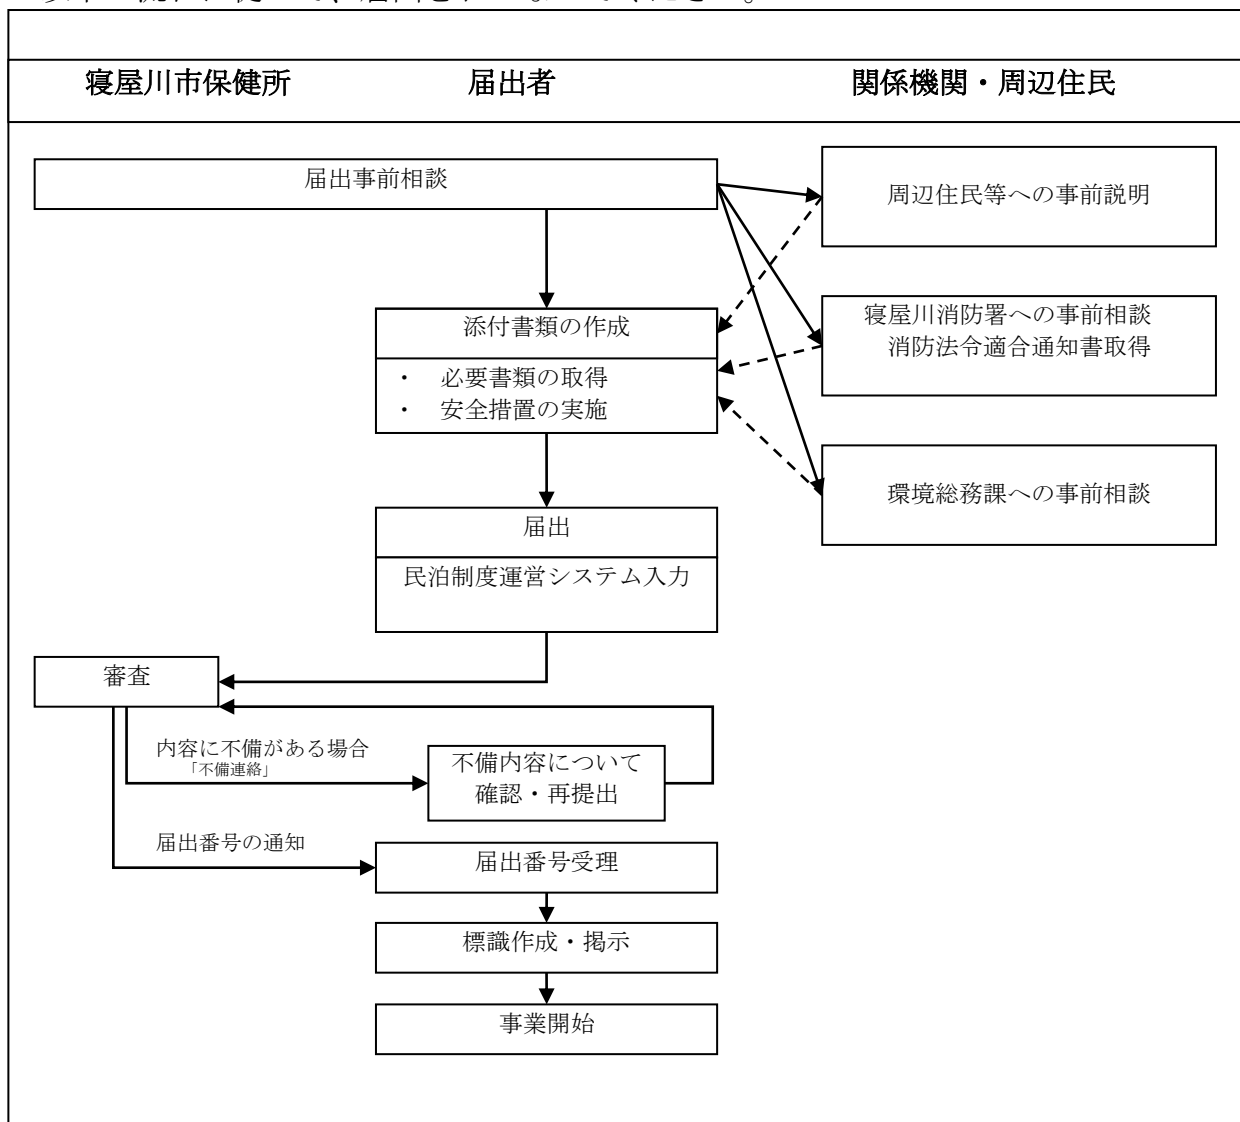 寝屋川市保健所 届出者 関係機関・周辺住民
届出事前相談
周辺住民等への事前説明
寝屋川消防署への事前相談
消防法令適合通知書取得
添付書類の作成
・ 必要書類の取得
・ 安全措置の実施
環境総務課への事前相談
届出
民泊制度運営システム入力
審査
内容に不備がある場合
「不備連絡」
不備内容について
確認・再提出
届出番号の通知
届出番号受理
標識作成・掲示
事業開始